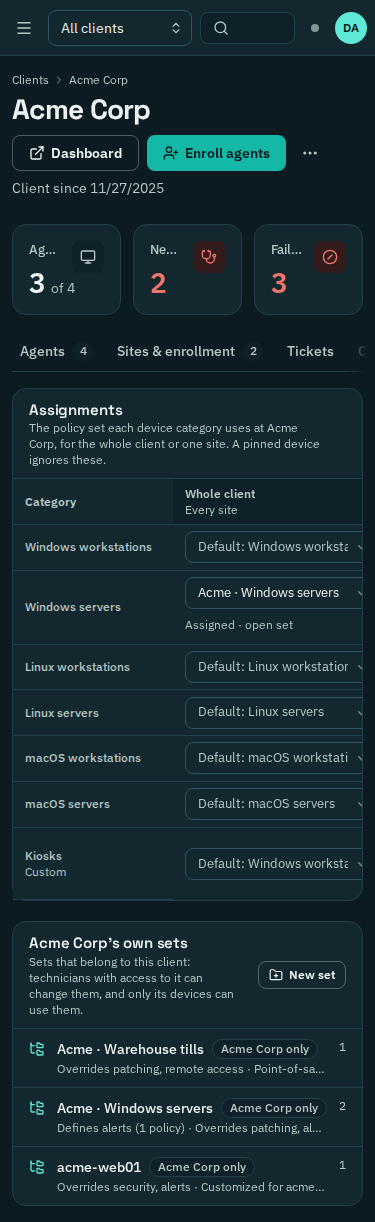 All clients
DA
Clients
Acme Corp
Acme Corp
Dashboard
Enroll agents
Client since 11/27/2025
Ag…
3 of 4
Ne…
2
Fail…
3
Agents 4
Sites & enrollment 2
Tickets
Assignments
The policy set each device category uses at Acme
Corp, for the whole client or one site. A pinned device
ignores these.
Category
Whole client
Every site
Windows workstations
Default: Windows worksta
Windows servers
Acme · Windows servers
Assigned · open set
Linux workstations
Default: Linux workstation
Linux servers
Default: Linux servers
macOS workstations
Default: macOS workstati
macOS servers
Default: macOS servers
Kiosks
Custom
Default: Windows worksta
Acme Corp’s own sets
Sets that belong to this client:
technicians with access to it can
change them, and only its devices can
use them.
New set
Acme · Warehouse tills
Acme Corp only
1
Overrides patching, remote access · Point-of-sa…
Acme · Windows servers
Acme Corp only
2
Defines alerts (1 policy) · Overrides patching, al…
acme-web01
Acme Corp only
1
Overrides security, alerts · Customized for acme…